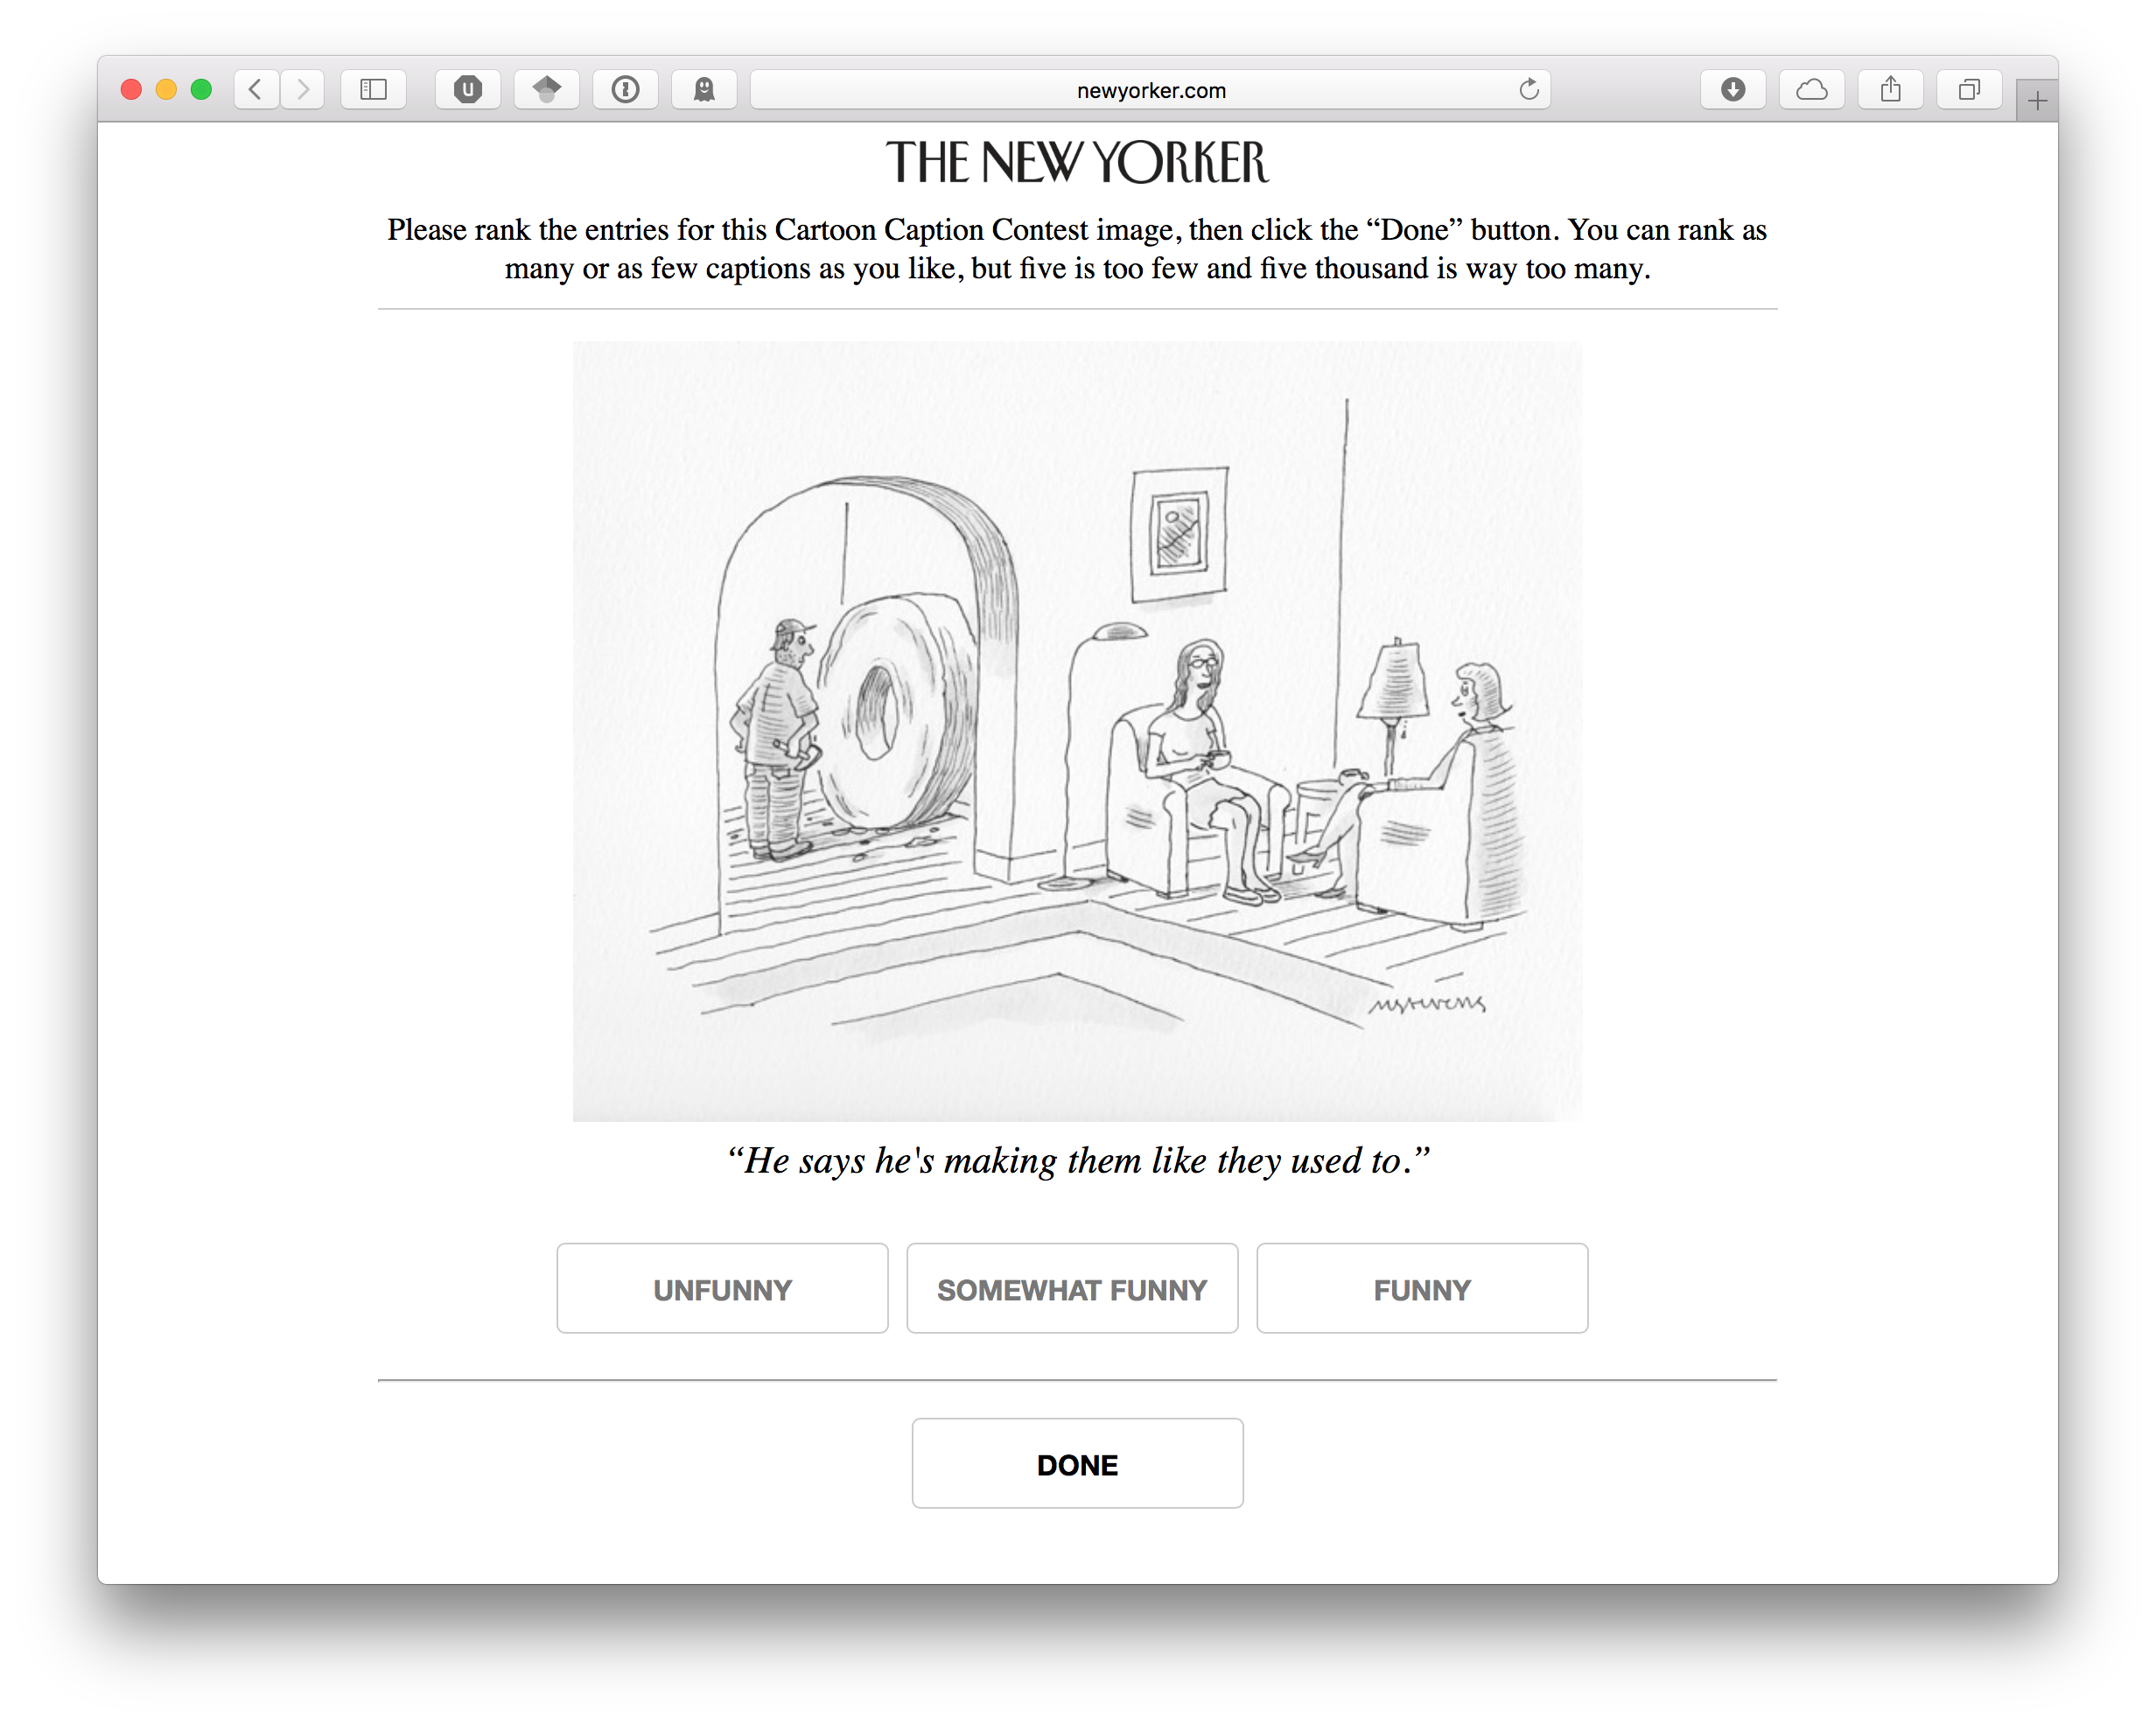 newyorker.com
THE NEW YORKER
Please rank the entries for this Cartoon Caption Contest image, then click the “Done” button. You can rank as
many or as few captions as you like, but five is too few and five thousand is way too many.
mstevens
“He says he's making them like they used to.”
UNFUNNY
SOMEWHAT FUNNY
FUNNY
DONE